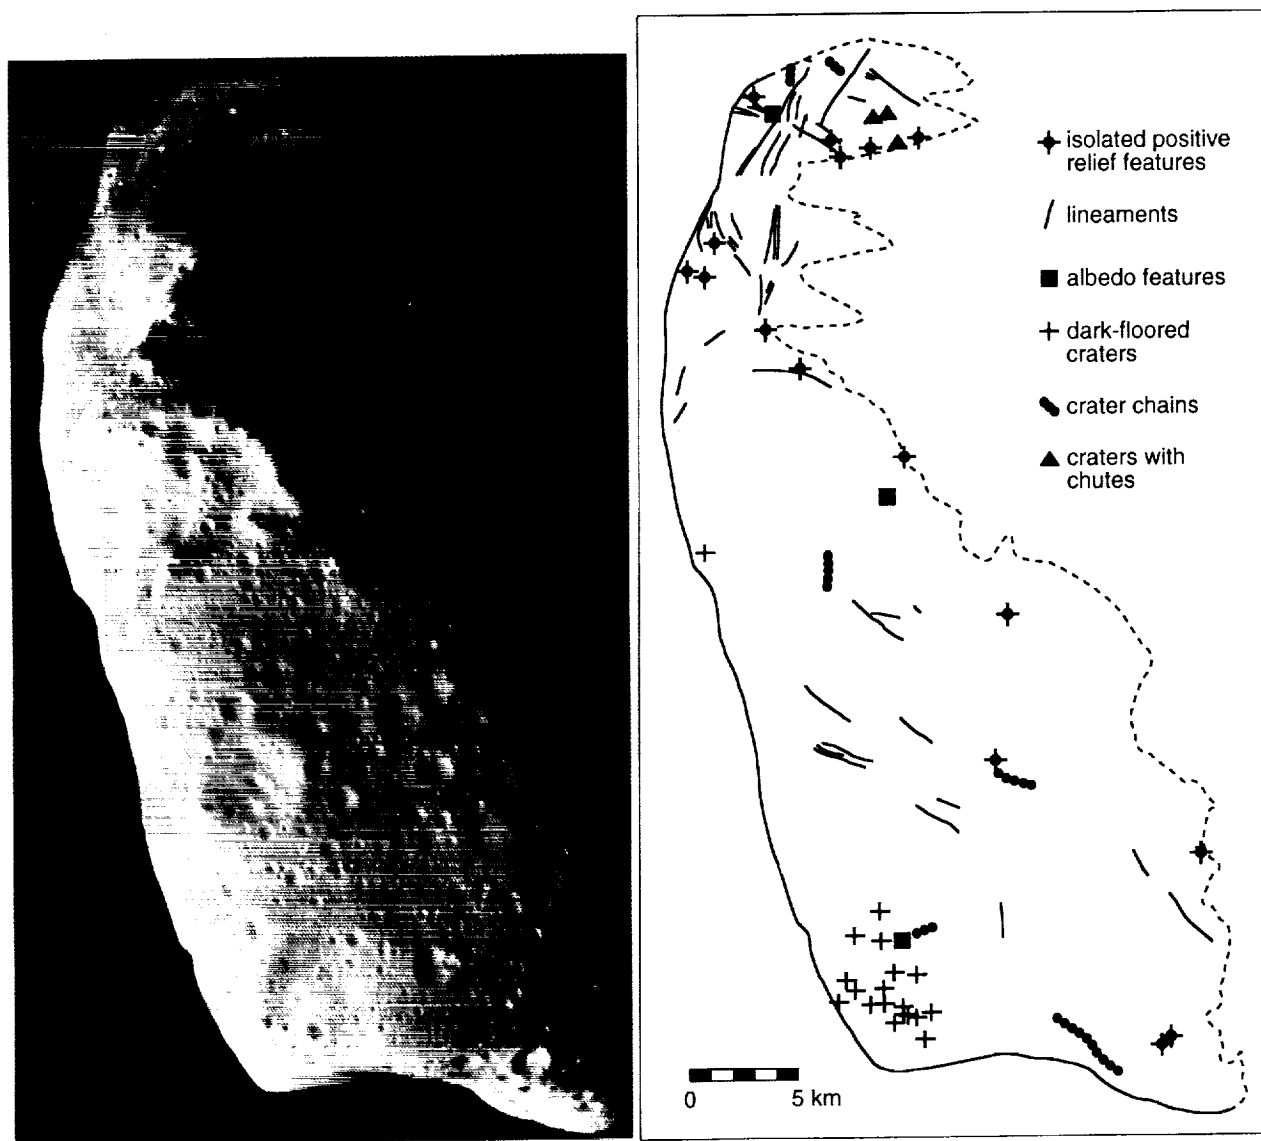 isolated positive
relief features
lineaments
albedo features
dark-floored
craters
crater chains
craters with
chutes
0 5 km